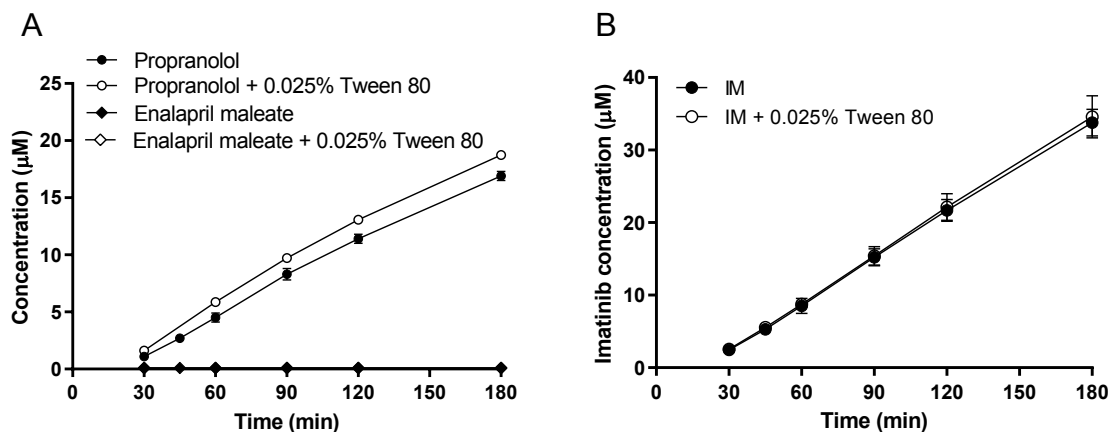 A
Propranolol
Propranolol + 0.025% Tween 80
Enalapril maleate
Enalapril maleate + 0.025% Tween 80
Concentration (μM)
25
20
15
10
5
0
0 30 60 90 120 150 180
Time (min)
B
IM
IM + 0.025% Tween 80
Imatinib concentration (μM)
40
30
20
10
0
0 30 60 90 120 150 180
Time (min)